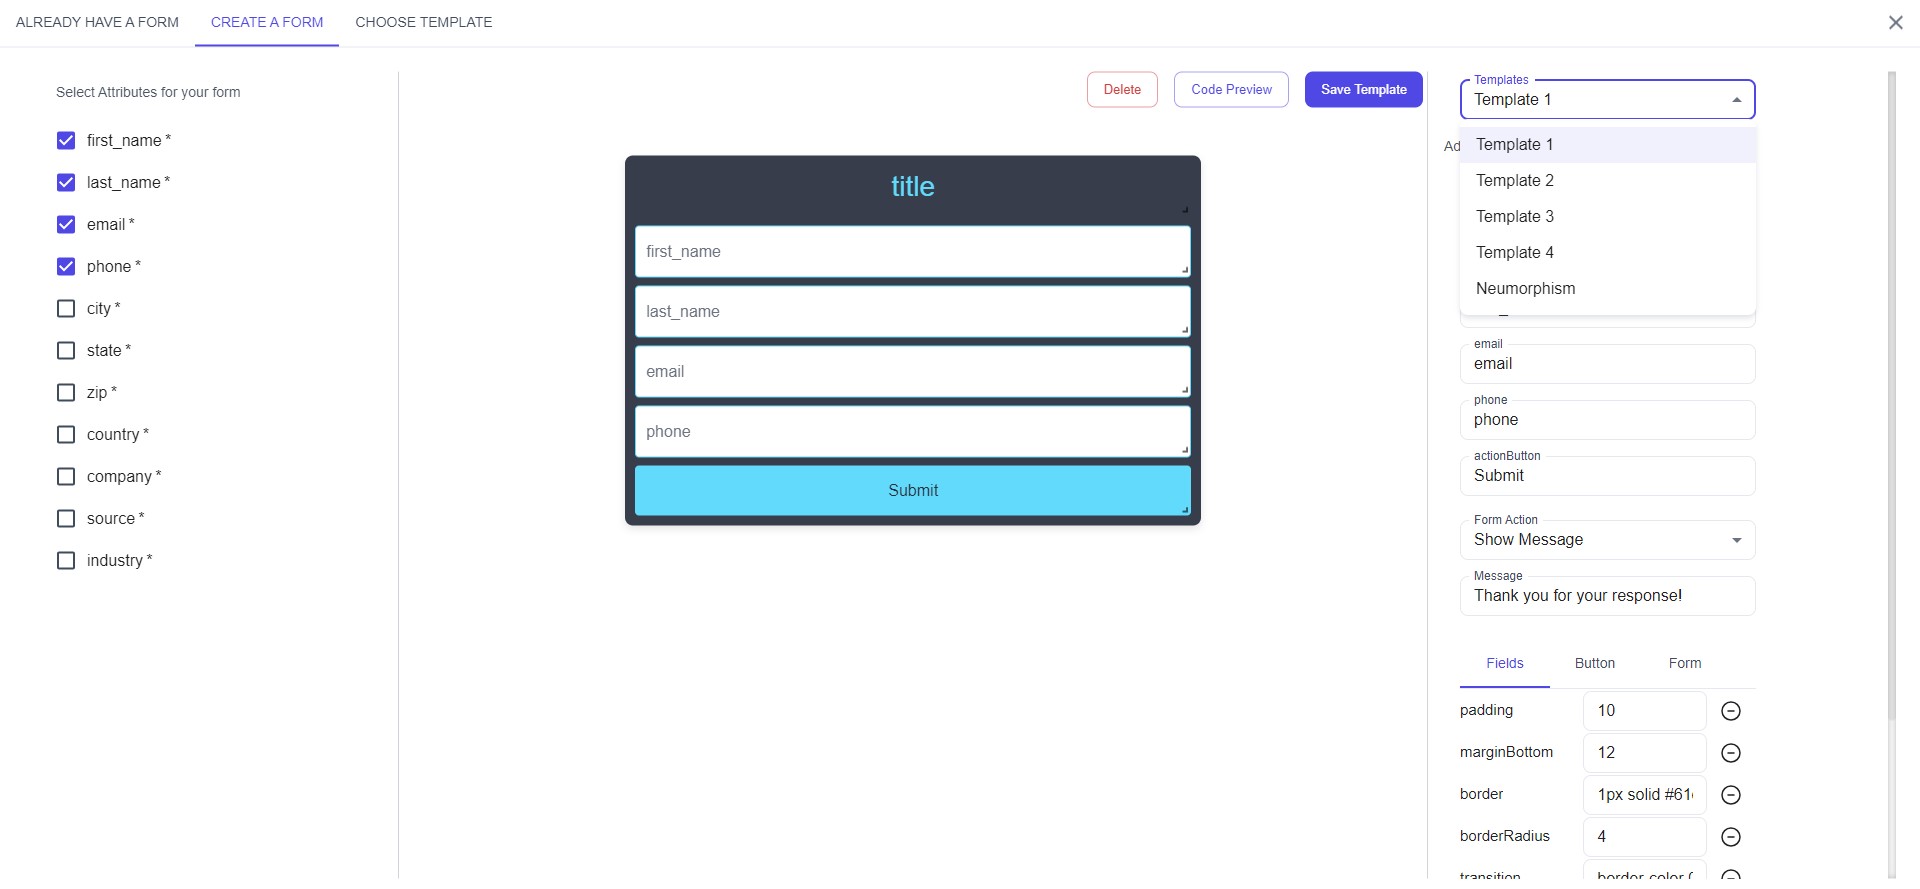 ALREADY HAVE A FORM
CREATE A FORM
CHOOSE TEMPLATE
Select Attributes for your form
first_name *
last_name *
email *
phone *
city *
state *
zip *
country *
company *
source *
industry *
Delete
Code Preview
Save Template
title
first_name
last_name
email
phone
Submit
Templates
Template 1
Ad
Template 1
Template 2
Template 3
Template 4
Neumorphism
email
email
phone
phone
actionButton
Submit
Form Action
Show Message
Message
Thank you for your response!
Fields
Button
Form
padding
10
marginBottom
12
border
1px solid #61
borderRadius
4
transition
border-color